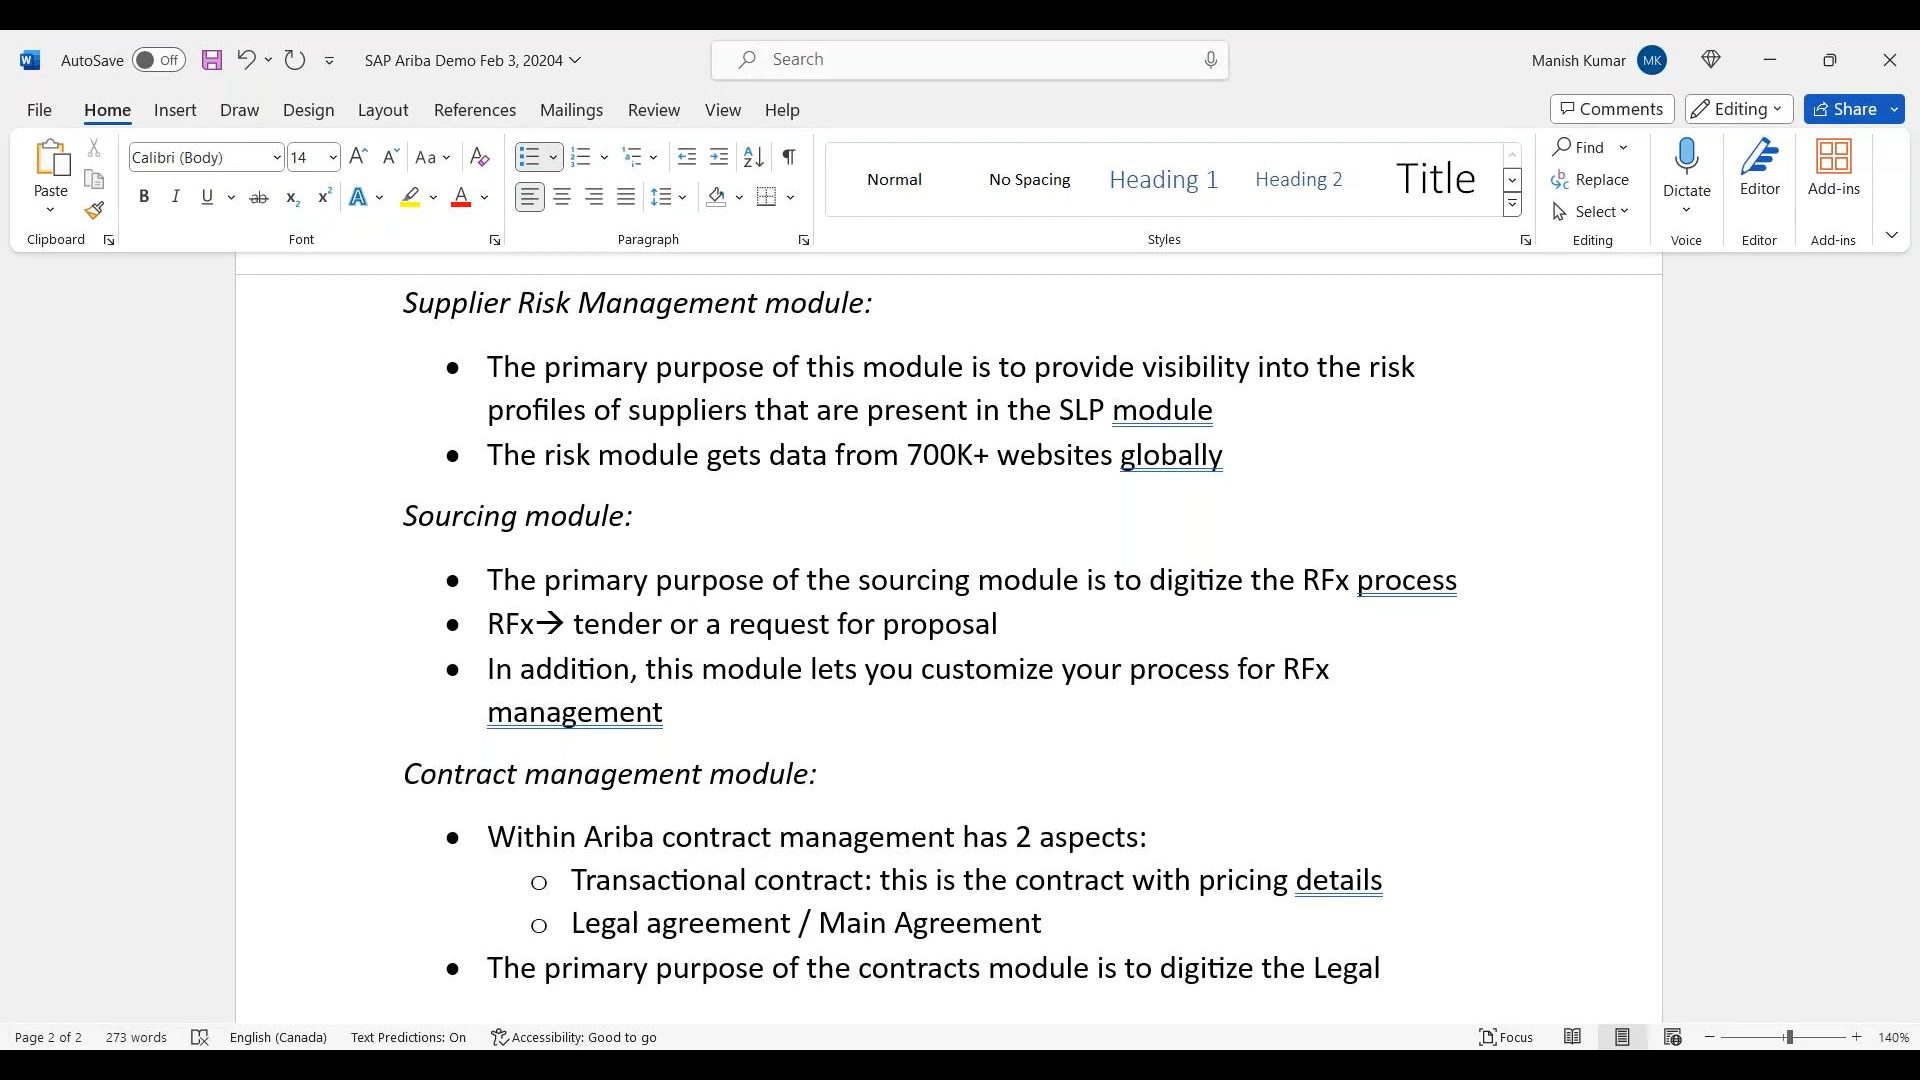 AutoSave Off SAP Ariba Demo Feb 3, 20204 Search Manish Kumar MK
File Home Insert Draw Design Layout References Mailings Review View Help Comments Editing Share
Paste Calibri (Body) 14 Aa Normal No Spacing Heading 1 Heading 2 Title Find Replace Select Dictate Editor Add-ins
Clipboard Font Paragraph Styles Editing Voice Editor Add-ins
Supplier Risk Management module:
• The primary purpose of this module is to provide visibility into the risk
profiles of suppliers that are present in the SLP module
• The risk module gets data from 700K+ websites globally
Sourcing module:
• The primary purpose of the sourcing module is to digitize the RFx process
• RFx→ tender or a request for proposal
• In addition, this module lets you customize your process for RFx
management
Contract management module:
• Within Ariba contract management has 2 aspects:
o Transactional contract: this is the contract with pricing details
o Legal agreement / Main Agreement
• The primary purpose of the contracts module is to digitize the Legal
Page 2 of 2 273 words English (Canada) Text Predictions: On Accessibility: Good to go Focus 140%